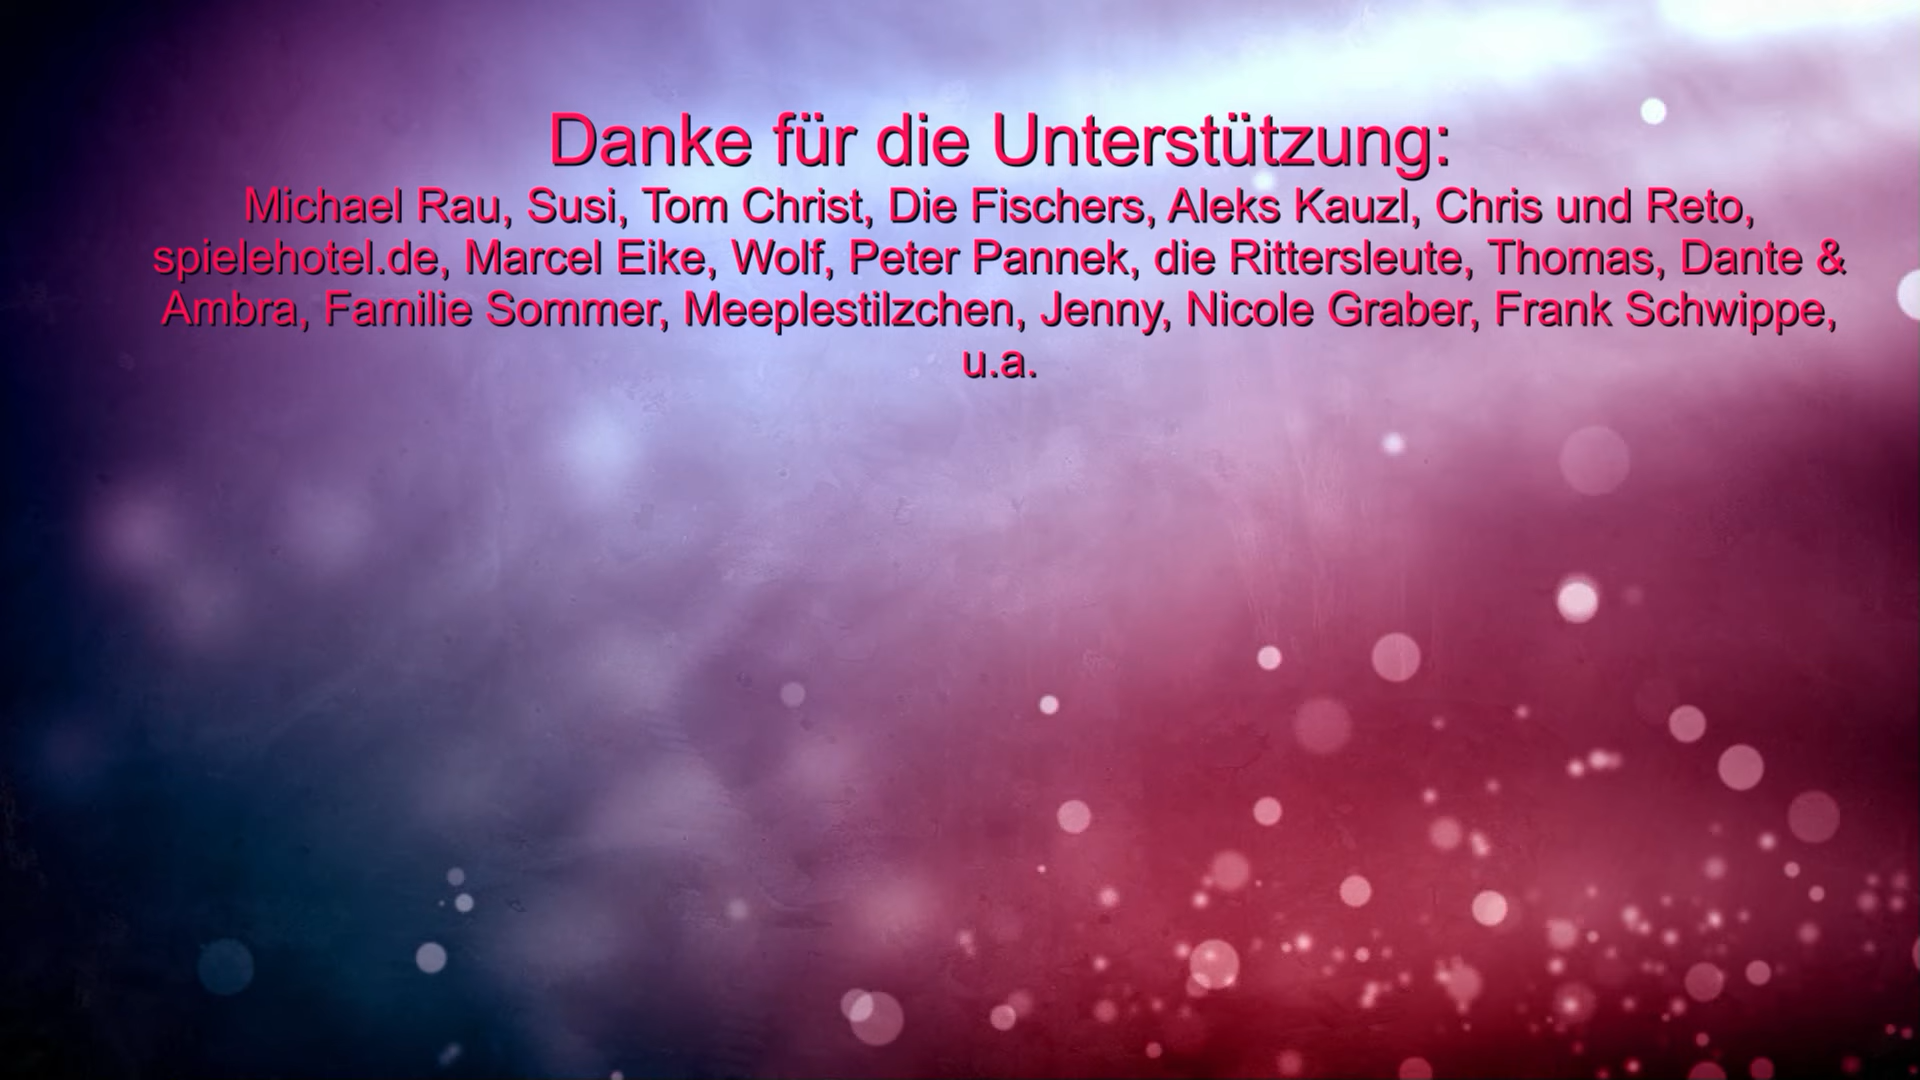 Danke für die Unterstützung:
Michael Rau, Susi, Tom Christ, Die Fischers, Aleks Kauzl, Chris und Reto,
spielehotel.de, Marcel Eike, Wolf, Peter Pannek, die Rittersleute, Thomas, Dante &
Ambra, Familie Sommer, Meeplestilzchen, Jenny, Nicole Graber, Frank Schwippe,
u.a.